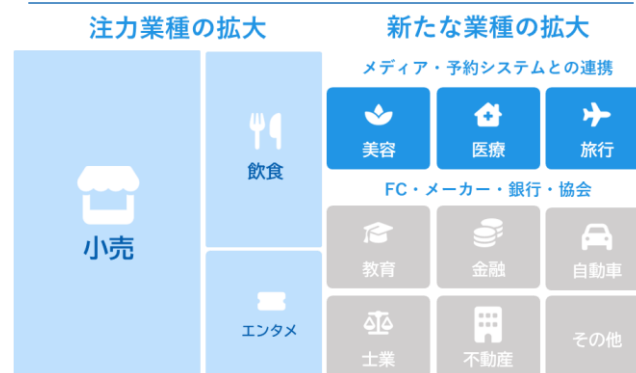 注力業種の拡大
新たな業種の拡大
メディア・予約システムとの連携
小売
飲食
エンタメ
美容
医療
旅行
FC・メーカー・銀行・協会
教育
金融
自動車
士業
不動産
その他